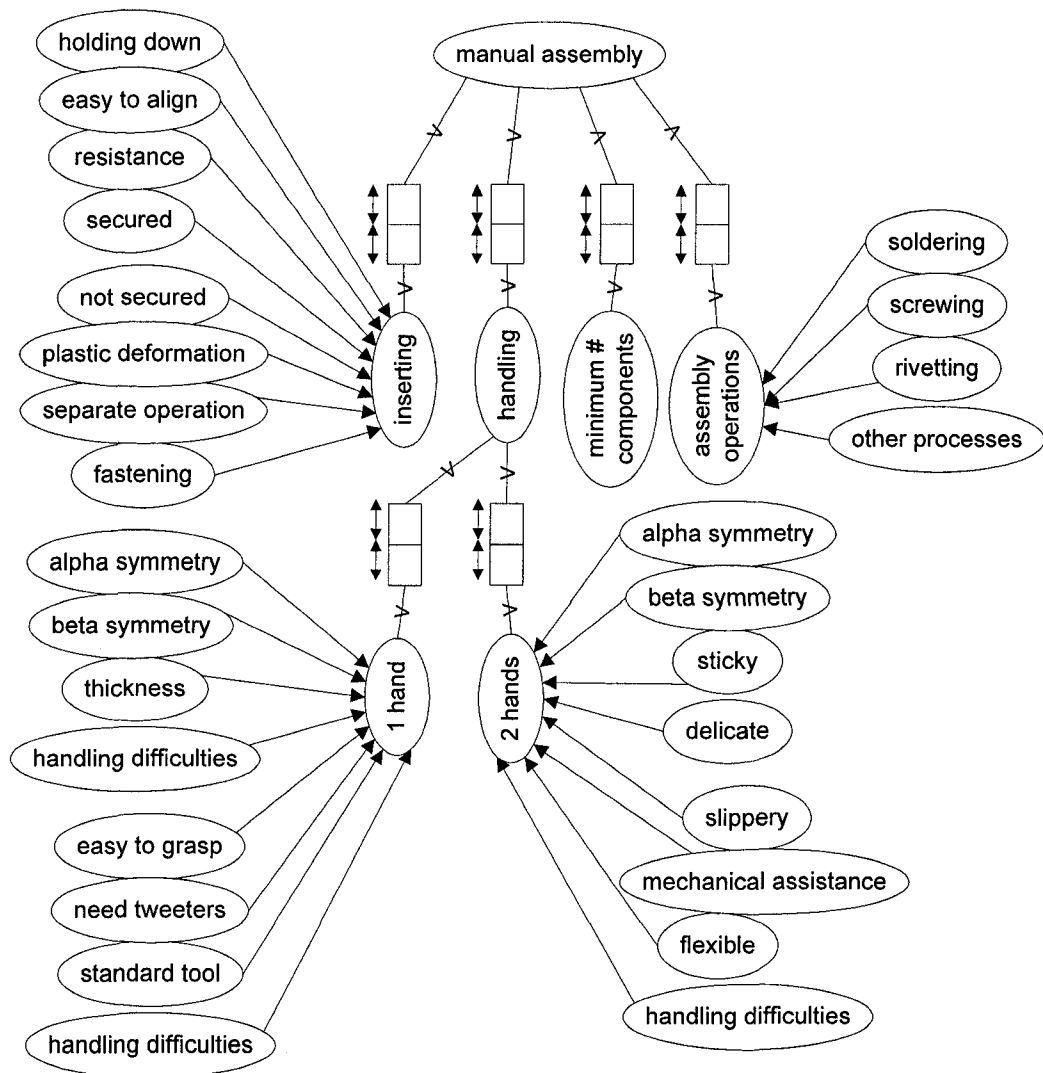 manual assembly
holding down
easy to align
resistance
secured
not secured
plastic deformation
separate operation
fastening
inserting
handling
minimum #
components
assembly
operations
soldering
screwing
rivetting
other processes
alpha symmetry
beta symmetry
thickness
handling difficulties
easy to grasp
need tweeters
standard tool
handling difficulties
1 hand
2 hands
alpha symmetry
beta symmetry
sticky
delicate
slippery
mechanical assistance
flexible
handling difficulties